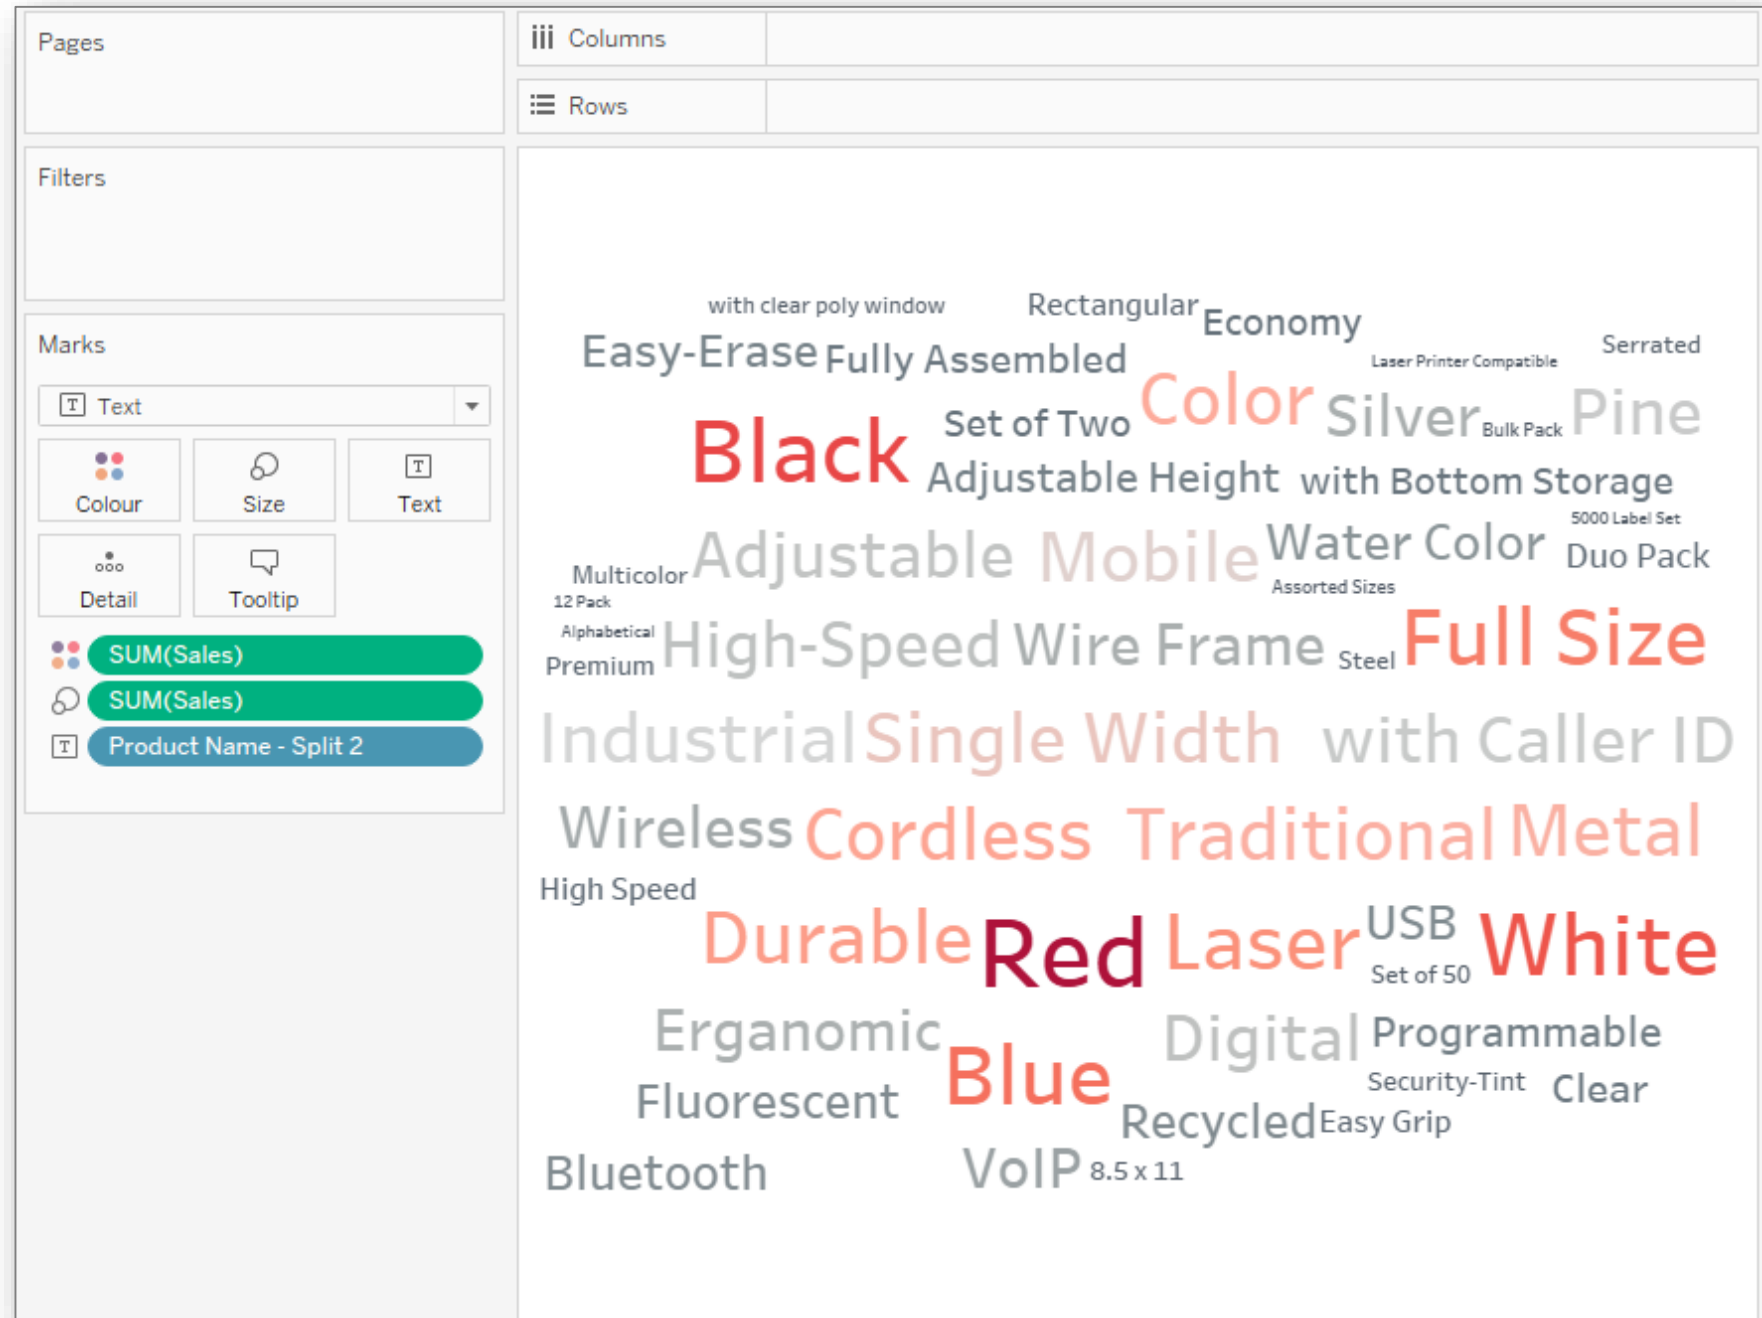 Pages
Columns
Rows
Filters
Marks
T Text
Colour
Size
T Text
Detail
Tooltip
SUM(Sales)
SUM(Sales)
T Product Name - Split 2
with clear poly window
Rectangular
Economy
Serrated
Easy-Erase
Fully Assembled
Laser Printer Compatible
Color
Silver
Pine
Black
Set of Two
Bulk Pack
Adjustable Height
with Bottom Storage
5000 Label Set
Adjustable
Mobile
Water Color
Duo Pack
Multicolor
Assorted Sizes
12 Pack
Alphabetical
High-Speed
Wire Frame
Full Size
Premium
Steel
Industrial
Single Width
with Caller ID
Wireless
Cordless
Traditional
Metal
High Speed
Durable
Red
Laser
USB
White
Set of 50
Erganomic
Digital
Programmable
Blue
Security-Tint
Clear
Fluorescent
Recycled
Easy Grip
Bluetooth
VoIP
8.5 x 11